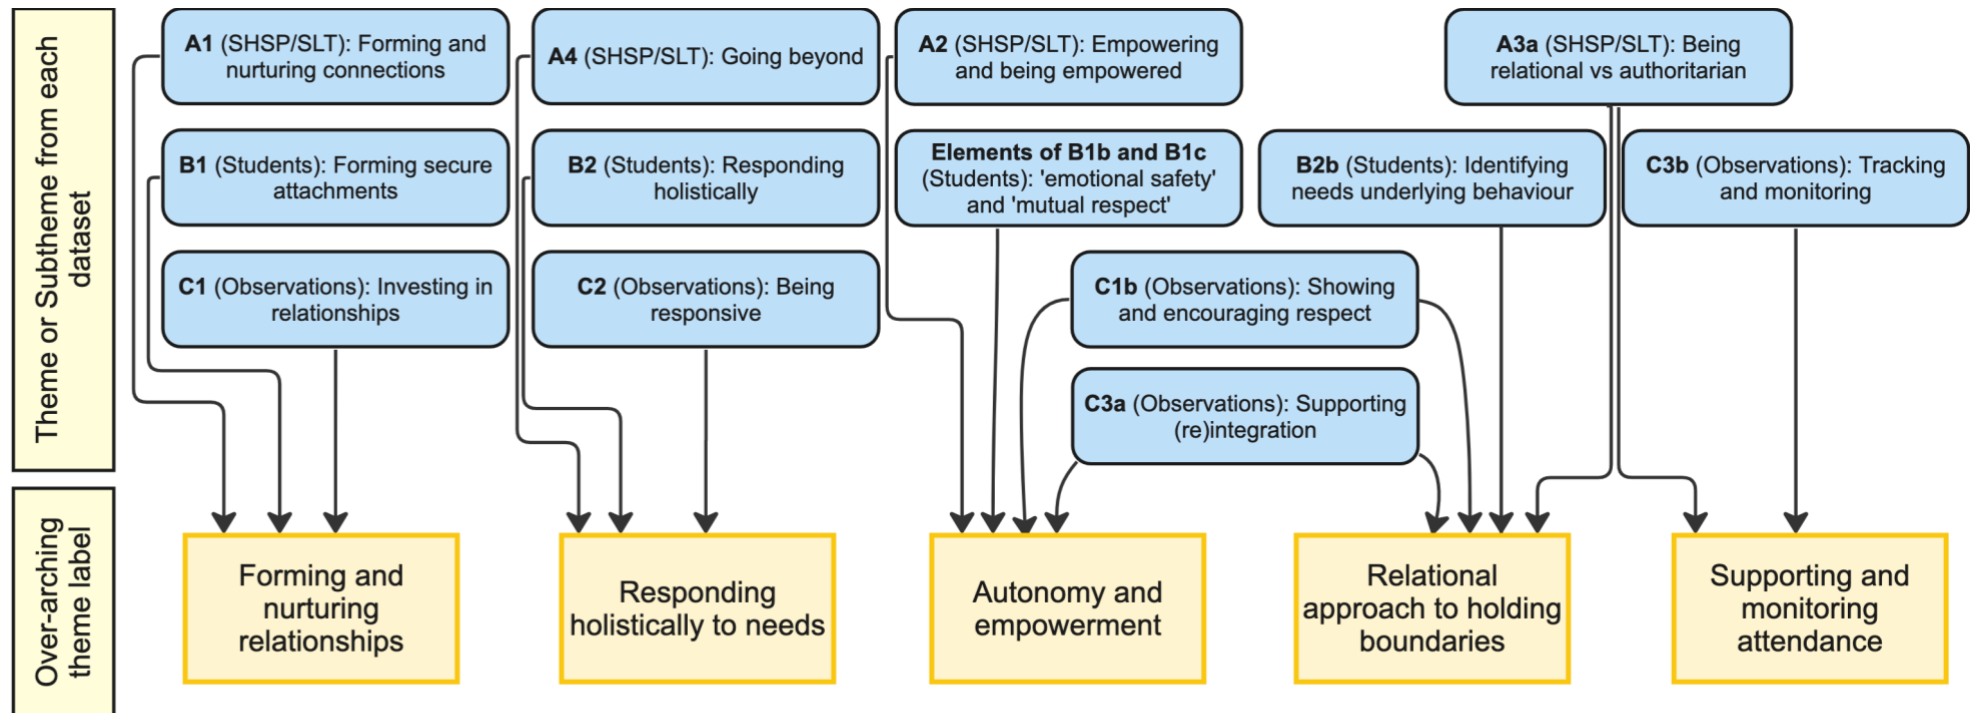 Theme or Subtheme from each
dataset
A1 (SHSP/SLT): Forming and
nurturing connections
A4 (SHSP/SLT): Going beyond
A2 (SHSP/SLT): Empowering
and being empowered
A3a (SHSP/SLT): Being
relational vs authoritarian
B1 (Students): Forming secure
attachments
B2 (Students): Responding
holistically
Elements of B1b and B1c
(Students): 'emotional safety'
and 'mutual respect'
B2b (Students): Identifying
needs underlying behaviour
C3b (Observations): Tracking
and monitoring
C1 (Observations): Investing in
relationships
C2 (Observations): Being
responsive
C1b (Observations): Showing
and encouraging respect
C3a (Observations): Supporting
(re)integration
Over-arching
theme label
Forming and
nurturing
relationships
Responding
holistically to needs
Autonomy and
empowerment
Relational
approach to holding
boundaries
Supporting and
monitoring
attendance